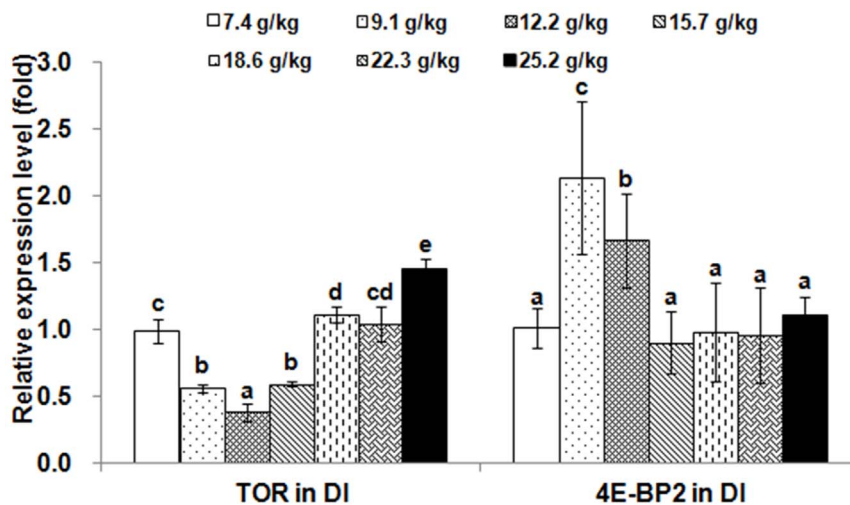 7.4 g/kg 9.1 g/kg 12.2 g/kg 15.7 g/kg
18.6 g/kg 22.3 g/kg 25.2 g/kg
Relative expression level (fold)
3.0
2.5
2.0
1.5
1.0
0.5
0.0
c b a b d cd e
a c b a a a a
TOR in DI 4E-BP2 in DI